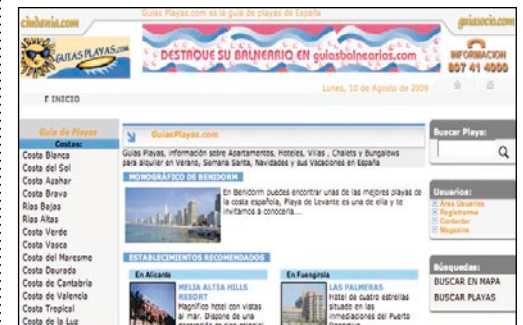 ciudania.com
Guias Playas.com es la guia de playas de España
guiasocio.com
GUIAS PLAYAS.COM
DESTAQUE SU BALNEARIO EN guiasbalnearios.com
INFORMACION
807 41 4000
Lunes, 10 de Agosto de 2009
INICIO
Guia de Playas
Costas:
Costa Blanca
Costa del Sol
Costa Azahar
Costa Brava
Rias Bajas
Rias Altas
Costa Verde
Costa Vasca
Costa del Maresme
Costa Dourada
Costa de Cantabria
Costa de Valencia
Costa Tropical
Costa de la Luz
GuiasPlayas.com
Guias Playas, información sobre Apartamentos, Hoteles, Villas , Chalets y Bungalows
para alquiler en Verano, Semana Santa, Navidades y sus Vacaciones en España
MONOGRÁFICO DE BENIDORM
En Benidorm puedes encontrar unas de las mejores playas de
la costa española, Playa de Levante es una de ella y te
invitamos a conocerla...
ESTABLECIMIENTOS RECOMENDADOS
En Alicante
MELIA ALTIA HILLS
RESORT
Magnífico hotel con vistas
al mar. Dispone de una
En Fuengirola
LAS PALMERAS
Hotel de cuatro estrellas
situado en las
inmediaciones del Puerto
Deportivo
Buscar Playa:
Usuarios:
Area Usuarios
Registrarme
Contactar
Magazine
Búsquedas:
BUSCAR EN MAPA
BUSCAR PLAYAS